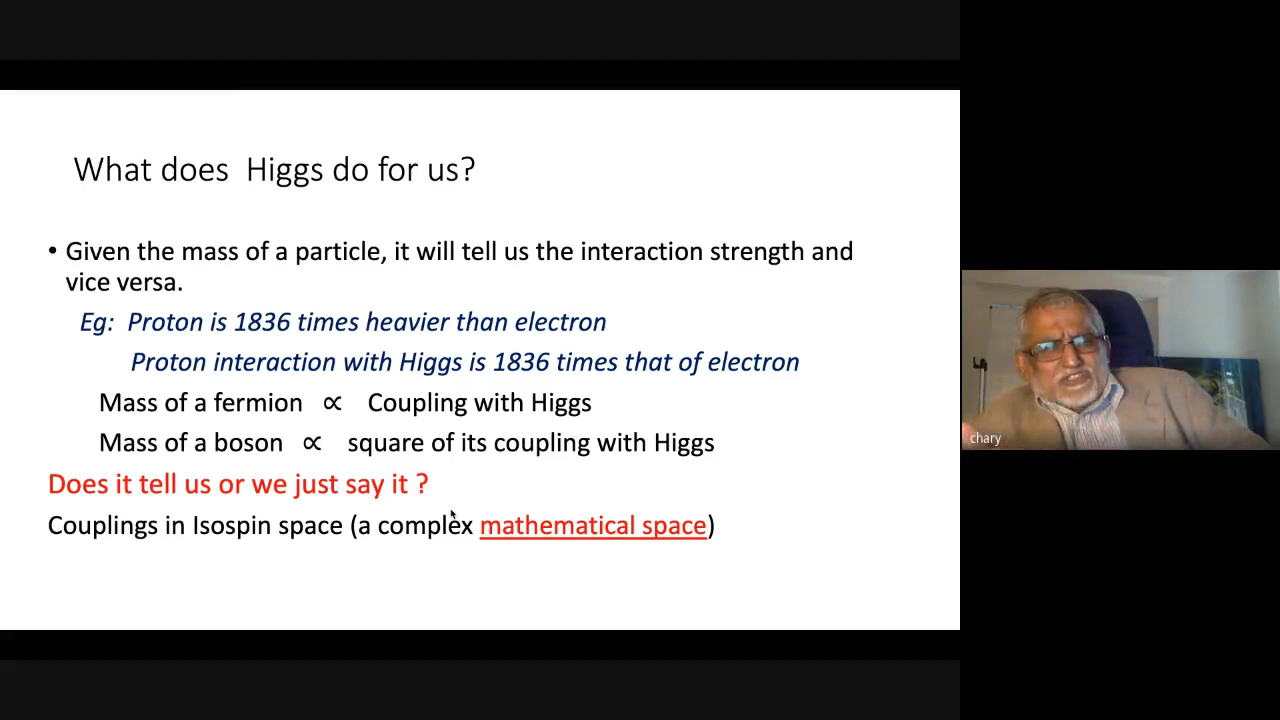 What does Higgs do for us?
• Given the mass of a particle, it will tell us the interaction strength and
vice versa.
Eg: Proton is 1836 times heavier than electron
Proton interaction with Higgs is 1836 times that of electron
Mass of a fermion ∝ Coupling with Higgs
Mass of a boson ∝ square of its coupling with Higgs
Does it tell us or we just say it ?
Couplings in Isospin space (a complex mathematical space)
chary